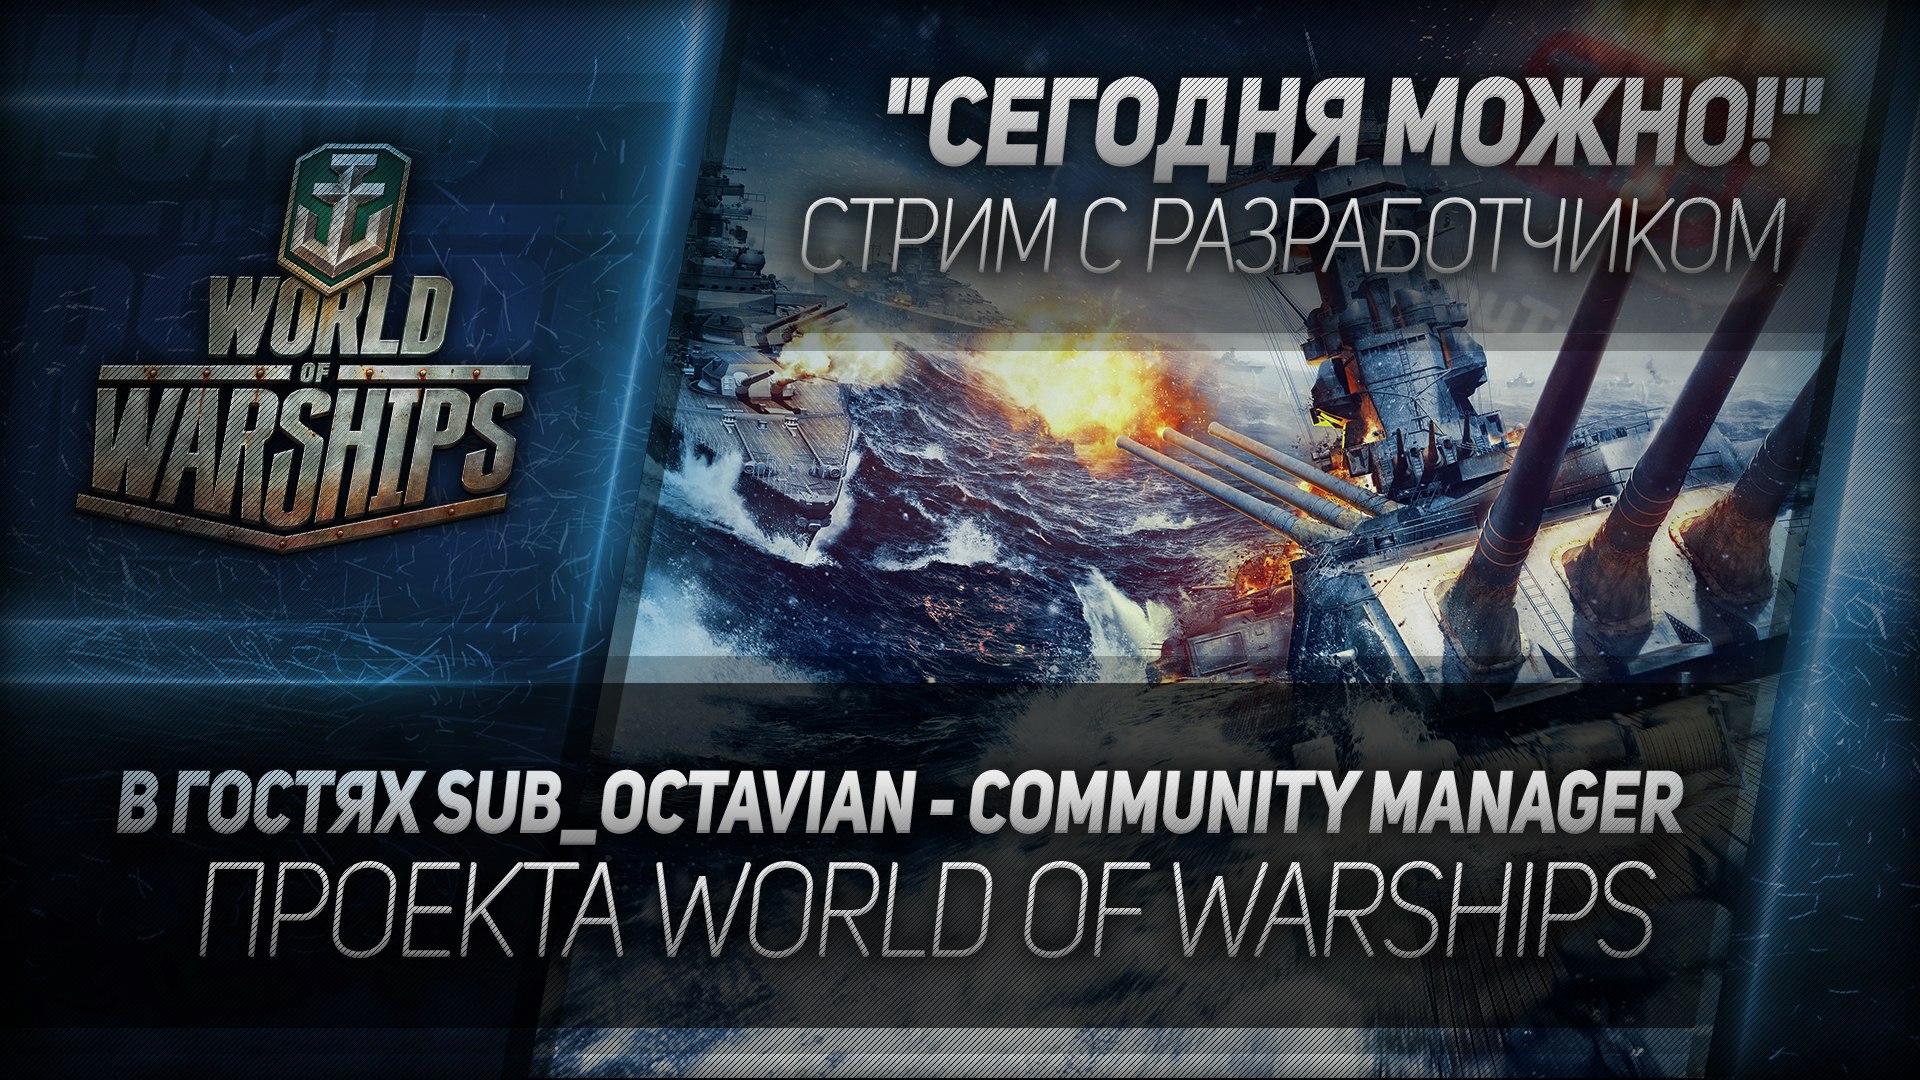 "СЕГОДНЯ МОЖНО!"
СТРИМ С РАЗРАБОТЧИКОМ
WORLD
OF
WARSHIPS
В ГОСТЯХ SUB_OCTAVIAN - COMMUNITY MANAGER
ПРОЕКТА WORLD OF WARSHIPS